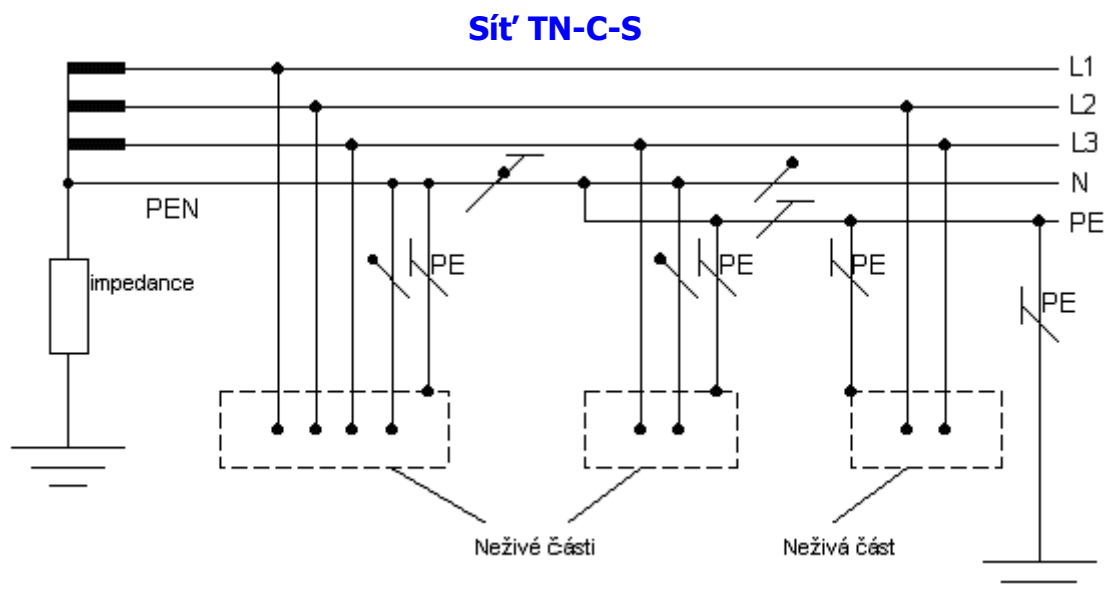 Síť TN-C-S
L1
L2
L3
N
PEN
PE
PE
PE
PE
impedance
PE
Neživé části
Neživá část